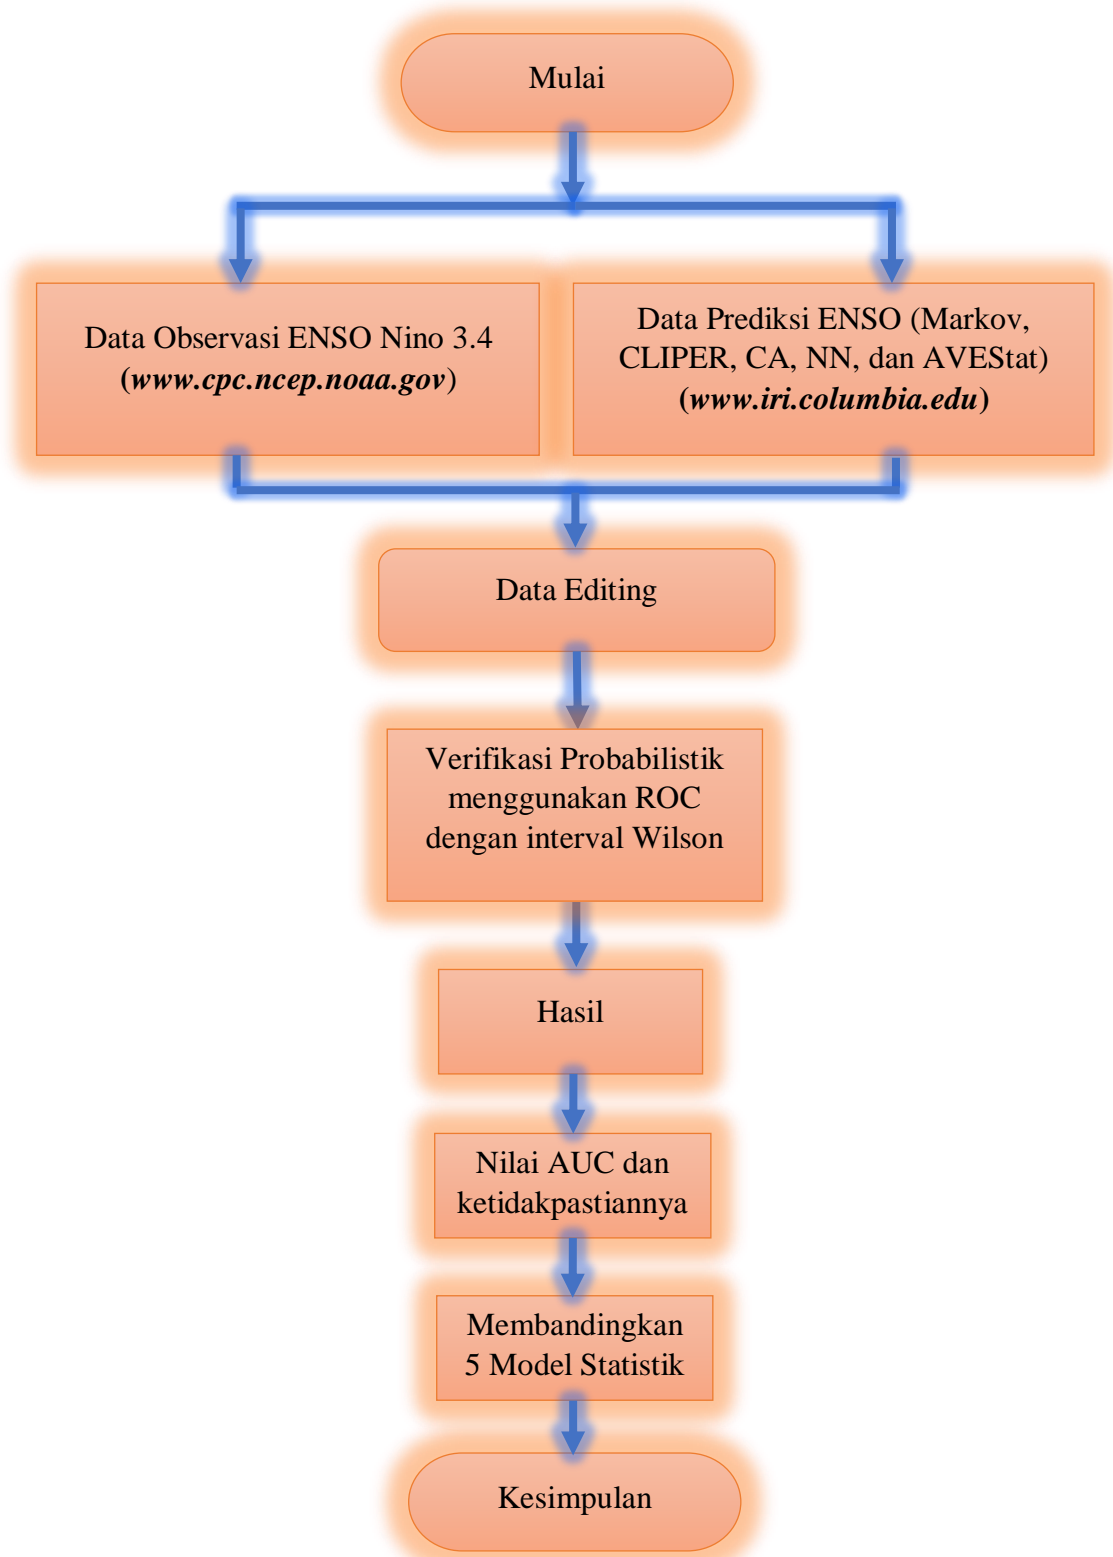 Mulai
Data Observasi ENSO Nino 3.4
(www.cpc.ncep.noaa.gov)
Data Prediksi ENSO (Markov,
CLIPER, CA, NN, dan AVEStat)
(www.iri.columbia.edu)
Data Editing
Verifikasi Probabilistik
menggunakan ROC
dengan interval Wilson
Hasil
Nilai AUC dan
ketidakpastiannya
Membandingkan
5 Model Statistik
Kesimpulan